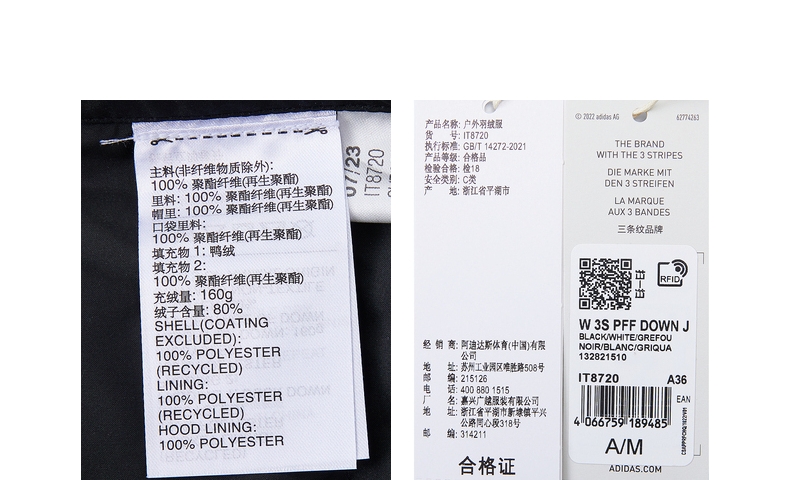 主料(非纤维物质除外):
100% 聚酯纤维(再生聚酯)
里料: 100% 聚酯纤维(再生聚酯)
帽里: 100% 聚酯纤维(再生聚酯)
口袋里料:
100% 聚酯纤维(再生聚酯)
填充物 1: 鸭绒
填充物 2:
100% 聚酯纤维(再生聚酯)
充绒量: 160g
绒子含量: 80%
SHELL(COATING
EXCLUDED):
100% POLYESTER
(RECYCLED)
LINING:
100% POLYESTER
(RECYCLED)
HOOD LINING:
100% POLYESTER
07/23
IT8720
产品名称: 户外羽绒服
货 号: IT8720
执行标准: GB/T 14272-2021
产品等级: 合格品
检验合格: 检18
安全类别: C类
产 地: 浙江省平湖市
经 销 商: 阿迪达斯体育(中国)有限
公司
地 址: 苏州工业园区唯胜路508号
邮 编: 215126
电 话: 400 880 1515
厂 名: 嘉兴广越服装有限公司
地 址: 浙江省平湖市新埭镇平兴
公路同心段318号
邮 编: 314211
合格证
© 2022 adidas AG 62774263
THE BRAND
WITH THE 3 STRIPES
DIE MARKE MIT
DEN 3 STREIFEN
LA MARQUE
AUX 3 BANDES
三条纹品牌
RFID
W 3S PFF DOWN J
BLACK/WHITE/GREFOU
NOIR/BLANC/GRIQUA
132821510
IT8720 A36
EAN
4 066759 189485
A/M
ADIDAS.COM